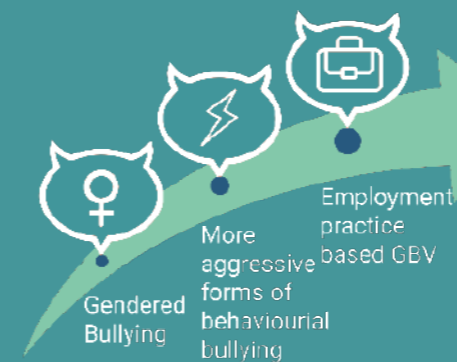 Gendered
Bullying
More
aggressive
forms of
behaviourial
bullying
Employment
practice
based GBV